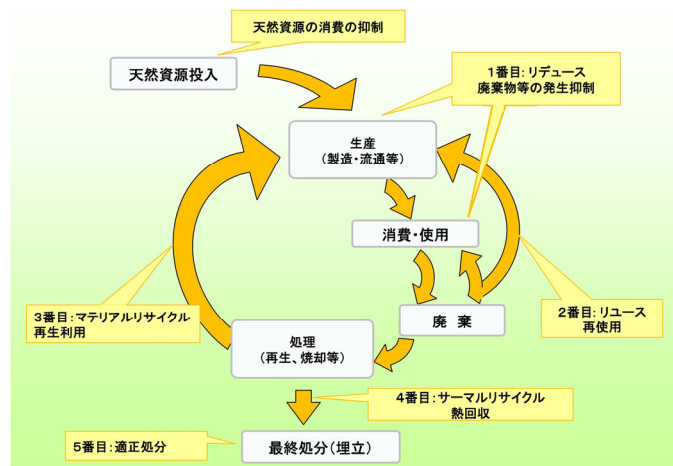 天然資源の消費の抑制
天然資源投入
1番目：リデュース
廃棄物等の発生抑制
生産
（製造・流通等）
消費・使用
3番目：マテリアルリサイクル
再生利用
2番目：リユース
再使用
廃 棄
処理
（再生、焼却等）
4番目：サーマルリサイクル
熱回収
5番目：適正処分
最終処分（埋立）